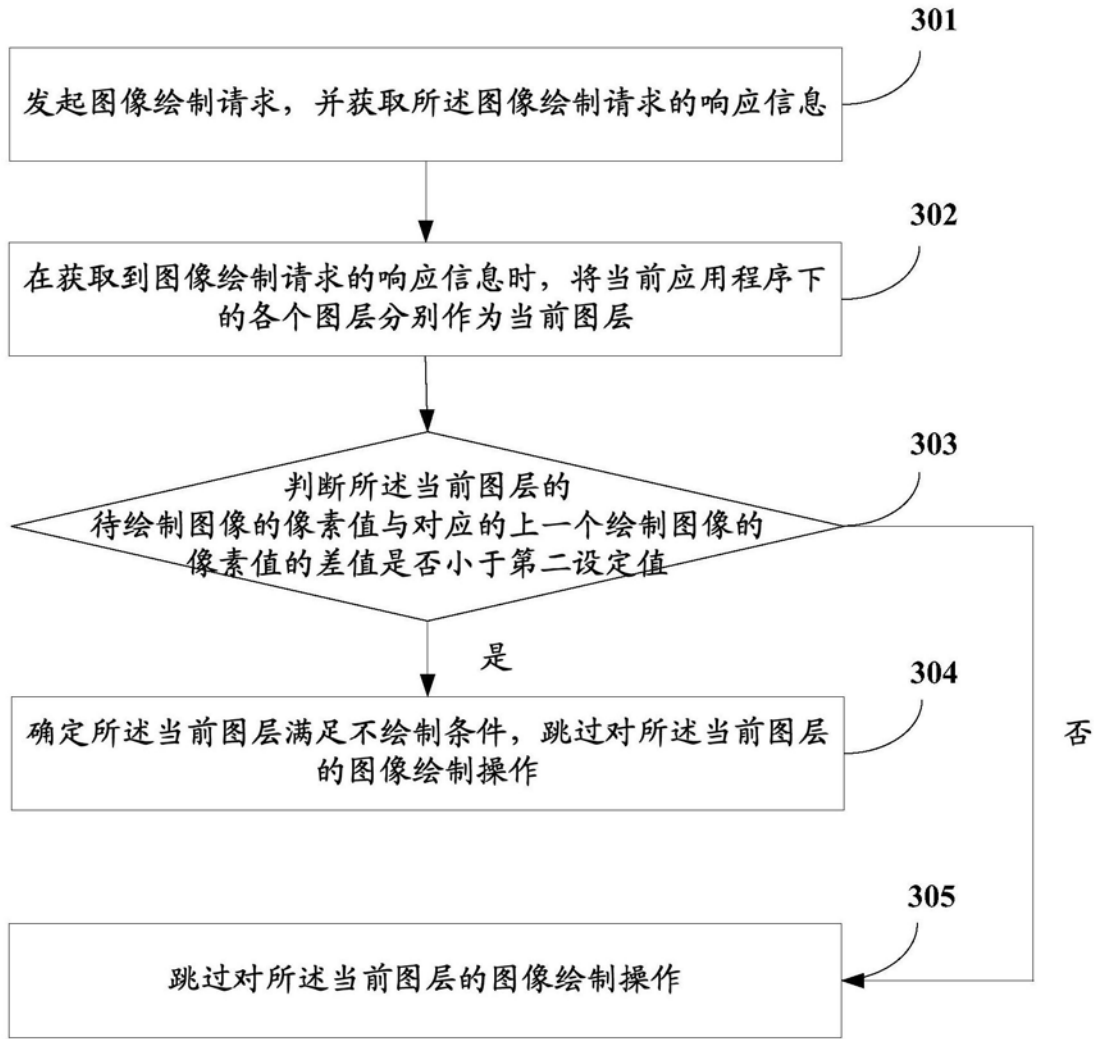 301
发起图像绘制请求，并获取所述图像绘制请求的响应信息
302
在获取到图像绘制请求的响应信息时，将当前应用程序下
的各个图层分别作为当前图层
303
判断所述当前图层的
待绘制图像的像素值与对应的上一个绘制图像的
像素值的差值是否小于第二设定值
是
304
确定所述当前图层满足不绘制条件，跳过对所述当前图层
的图像绘制操作
否
305
跳过对所述当前图层的图像绘制操作